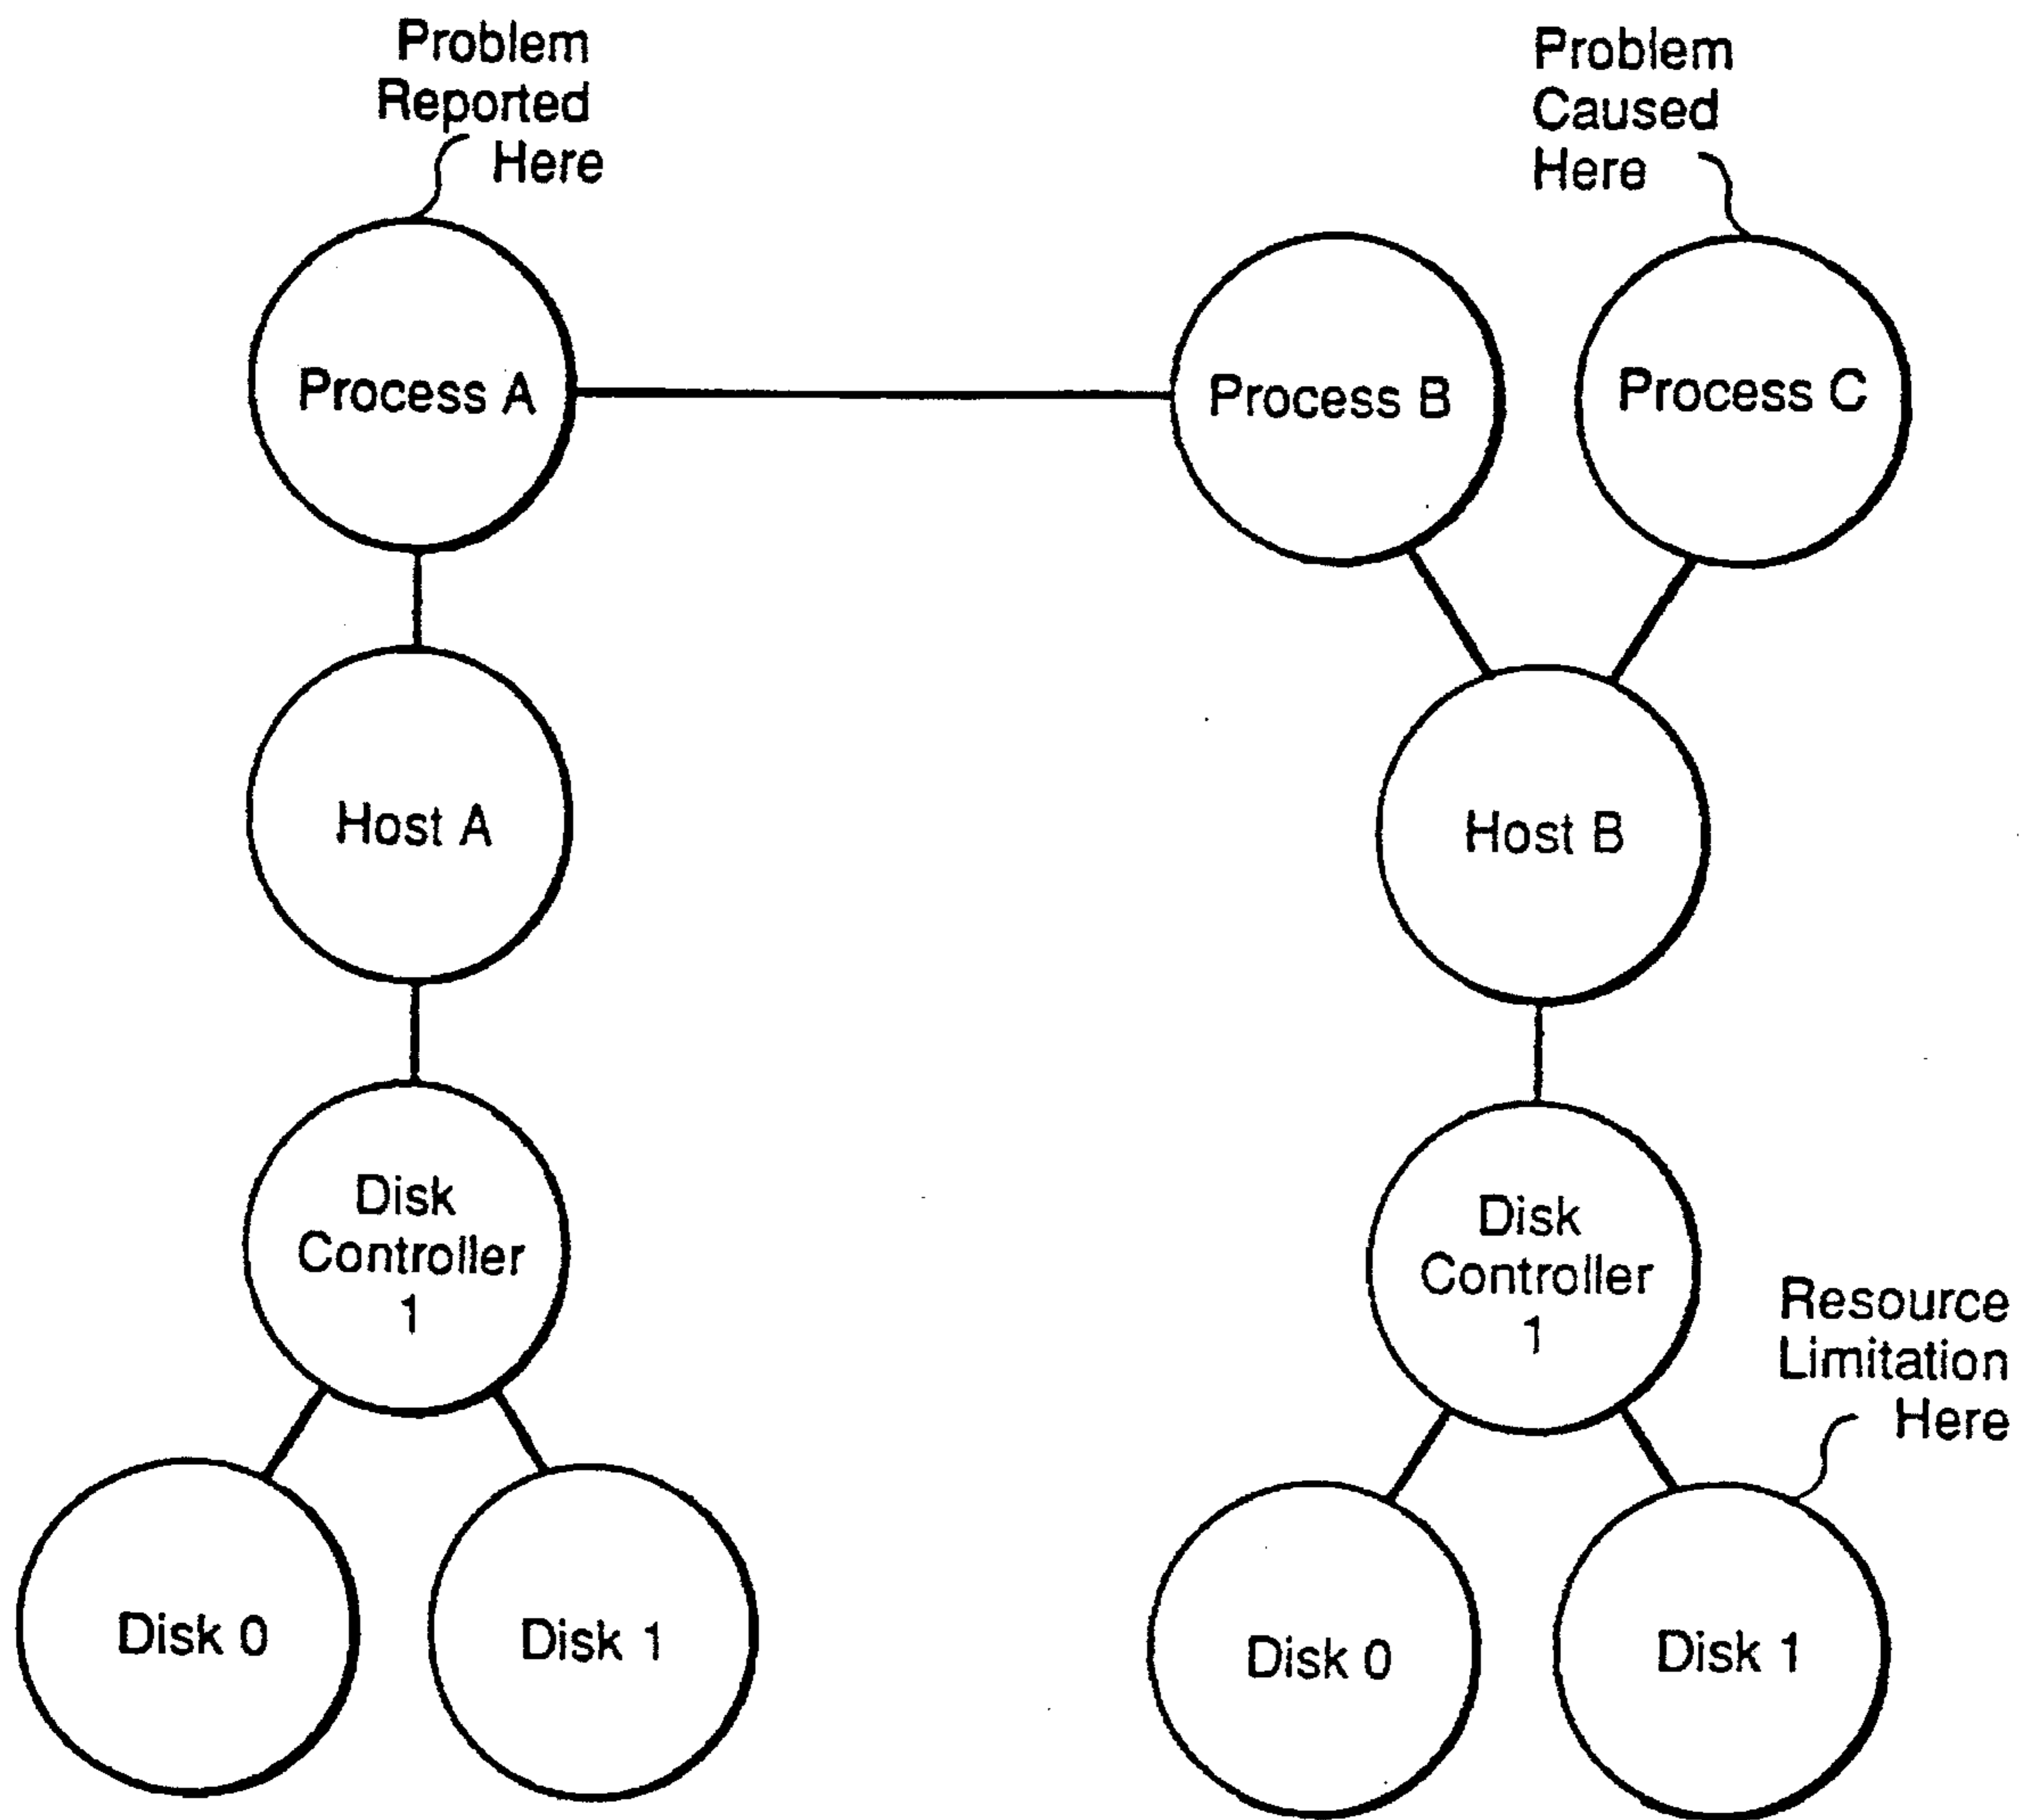 Problem
Reported
Here
Problem
Caused
Here
Process A
Process B
Process C
Host A
Host B
Disk
Controller
1
Disk
Controller
1
Resource
Limitation
Here
Disk 0
Disk 1
Disk 0
Disk 1